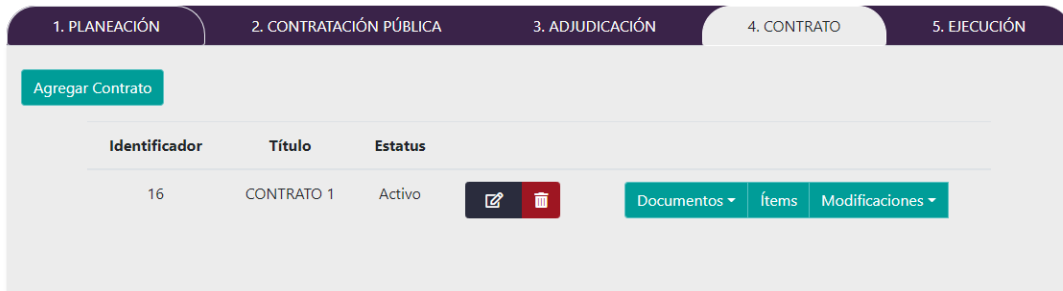 1. PLANEACIÓN 2. CONTRATACIÓN PÚBLICA 3. ADJUDICACIÓN 4. CONTRATO 5. EJECUCIÓN
Agregar Contrato
Identificador Título Estatus
16 CONTRATO 1 Activo Documentos Ítems Modificaciones